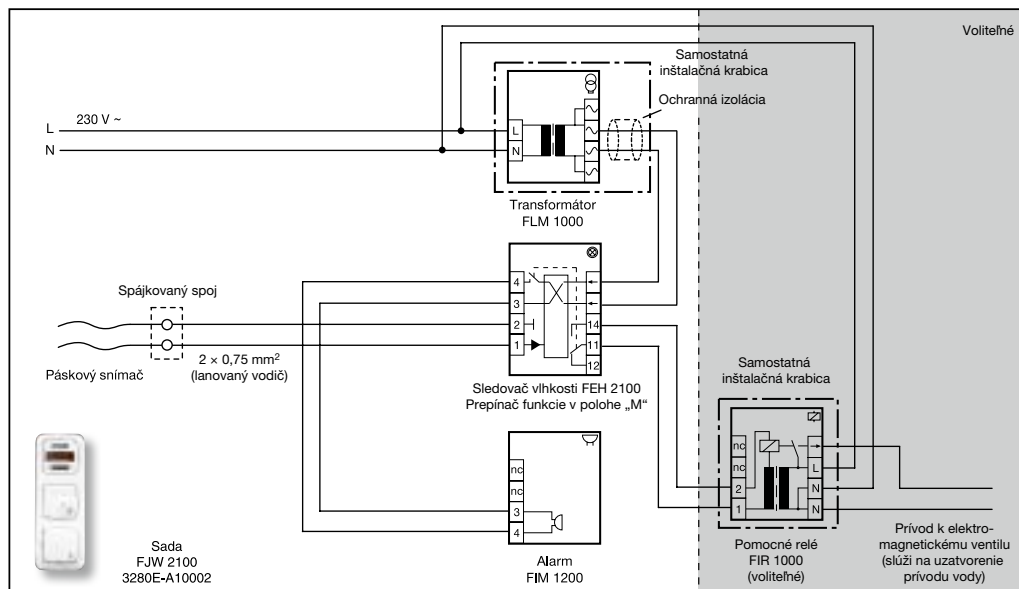 Voliteľné
Samostatná
inštalačná krabica
Ochranná izolácia
L
230 V ~
N
L
N
Transformátor
FLM 1000
Spájkovaný spoj
4
3
2
1
14
11
12
2 × 0,75 mm²
(lanovaný vodič)
Páskový snímač
Sledovač vlhkosti FEH 2100
Prepínač funkcie v polohe „M“
Samostatná
inštalačná krabica
nc
nc
3
4
nc
nc
2
1
L
N
N
Sada
FJW 2100
3280E-A10002
Alarm
FIM 1200
Pomocné relé
FIR 1000
(voliteľné)
Prívod k elektro-
magnetickému ventilu
(slúži na uzatvorenie
prívodu vody)